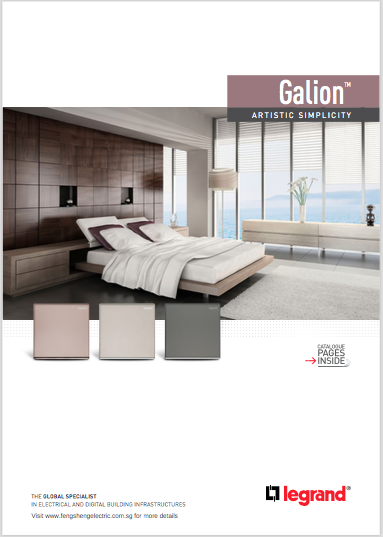 Galion™
ARTISTIC SIMPLICITY
CATALOGUE
PAGES
INSIDE
THE GLOBAL SPECIALIST
IN ELECTRICAL AND DIGITAL BUILDING INFRASTRUCTURES
Visit www.fengshengelectric.com.sg for more details
legrand®